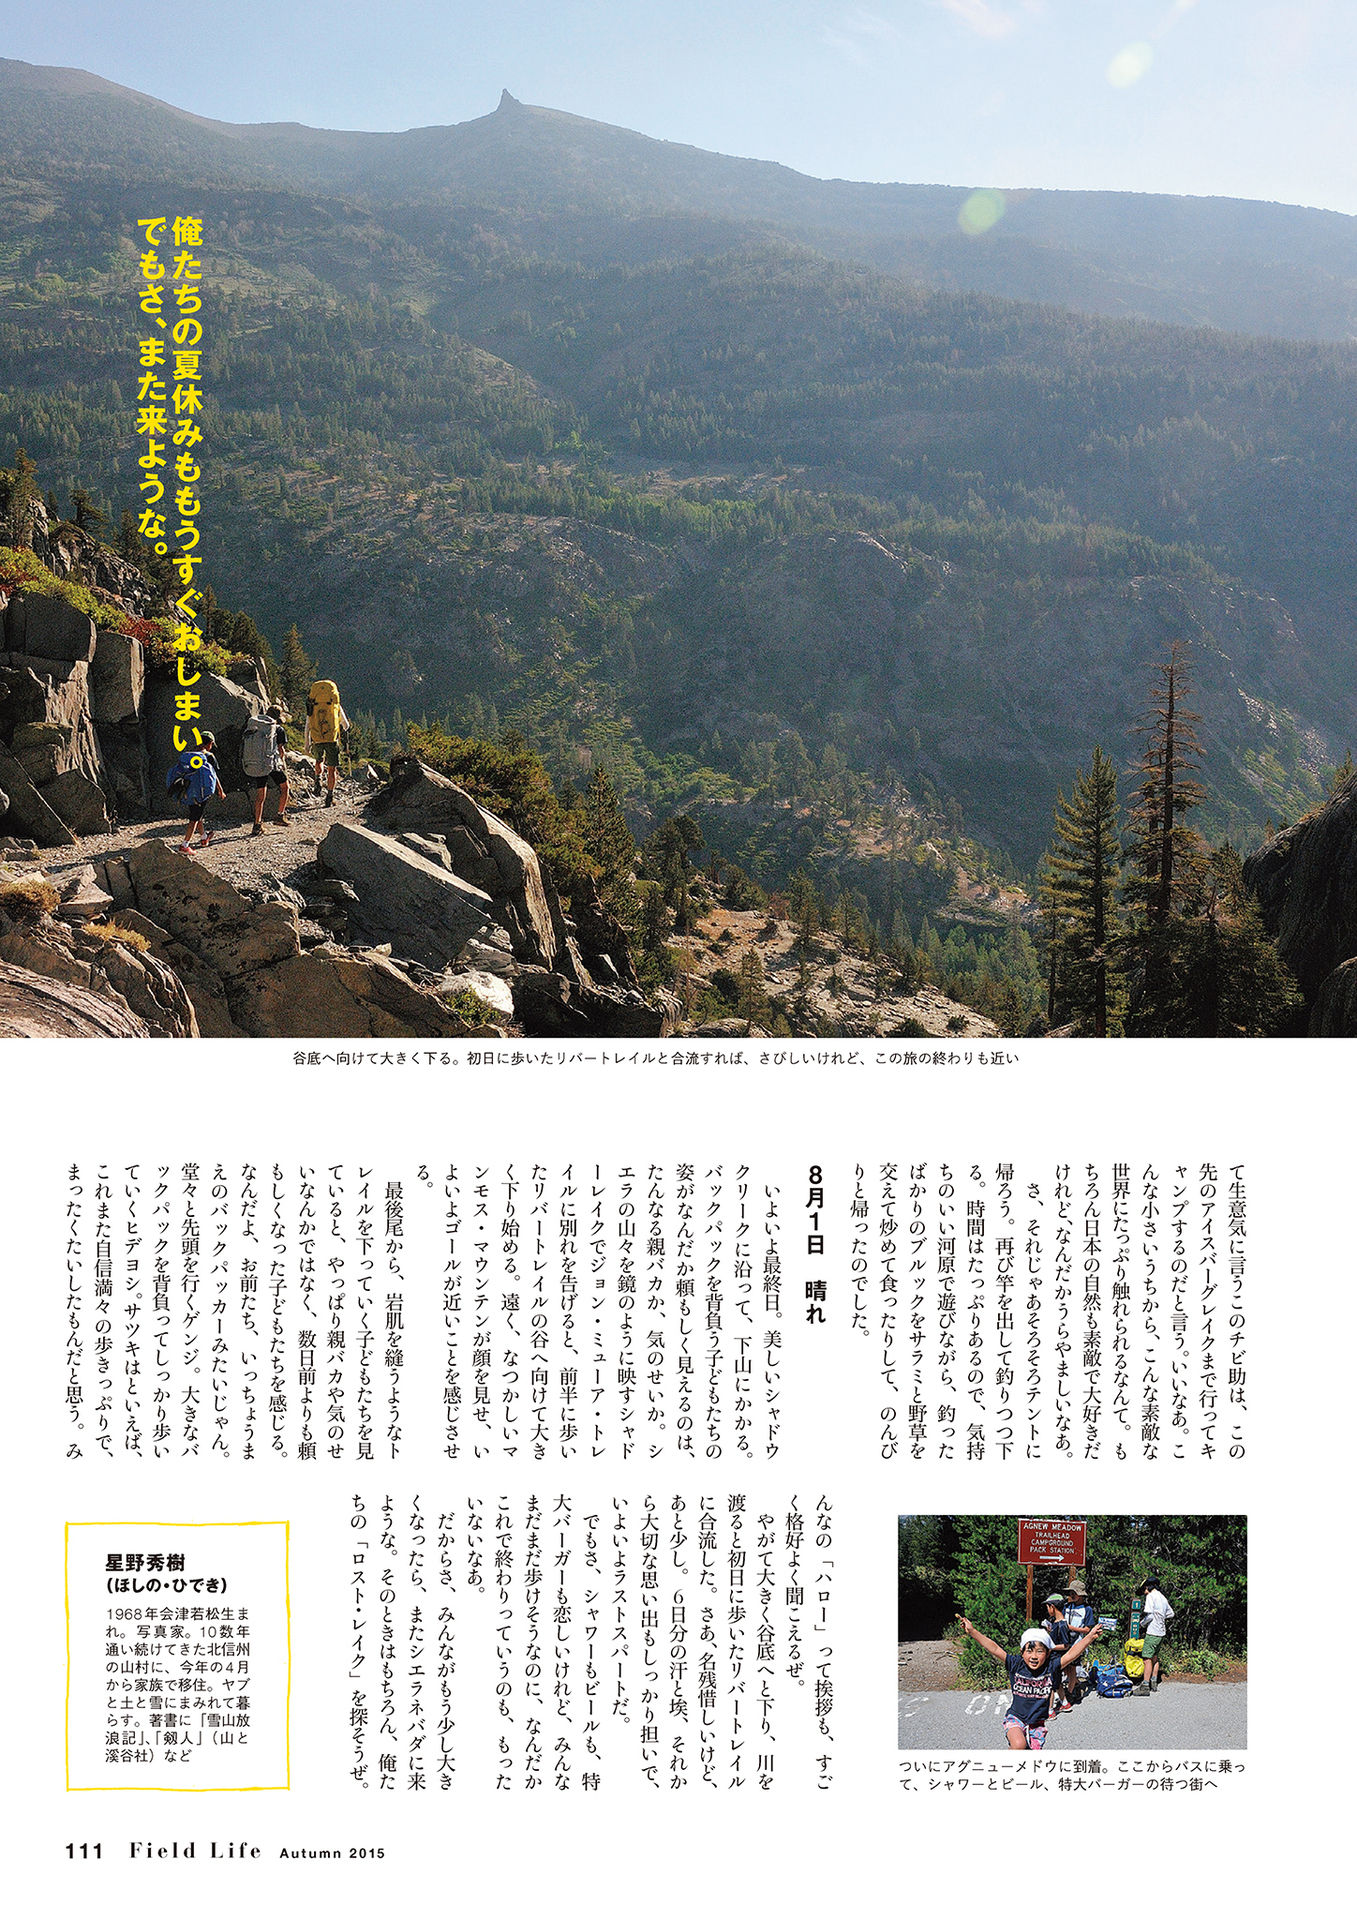 俺たちの夏休みももうすぐおしまい。
でもさ、また来ような。
谷底へ向けて大きく下る。初日に歩いたリバートレイルと合流すれば、さびしいけれど、この旅の終わりも近い
て生意気に言うこのチビ助は、この
先のアイスバーグレイクまで行ってキ
ャンプするのだと言う。いいなあ。こ
んな小さいうちから、こんな素敵な
世界にたっぷり触れられるなんて。も
ちろん日本の自然も素敵で大好きだ
けれど、なんだかうらやましいなあ。
さ、それじゃあそろそろテントに
帰ろう。再び竿を出して釣りつつ下
る。時間はたっぷりあるので、気持
ちのいい河原で遊びながら、釣った
ばかりのブルックをサラミと野草を
交えて炒めて食ったりして、のんび
りと帰ったのでした。
8月1日 晴れ
いよいよ最終日。美しいシャドウ
クリークに沿って、下山にかかる。
バックパックを背負う子どもたちの
姿がなんだか頼もしく見えるのは、
たんなる親バカか、気のせいか。シ
エラの山々を鏡のように映すシャド
ーレイクでジョン・ミューア・トレ
イルに別れを告げると、前半に歩い
たリバートレイルの谷へ向けて大き
く下り始める。遠く、なつかしいマ
ンモス・マウンテンが顔を見せ、い
よいよゴールが近いことを感じさせ
る。
最後尾から、岩肌を縫うようなト
レイルを下っていく子どもたちを見
ていると、やっぱり親バカや気のせ
いなんかではなく、数日前よりも頼
もしくなった子どもたちを感じる。
なんだよ、お前たち、いっちょうま
えのバックパッカーみたいじゃん。
堂々と先頭を行くゲンジ。大きなバ
ックパックを背負ってしっかり歩い
ていくヒデヨシ。サツキはといえば、
これまた自信満々の歩きっぷりで、
まったくたいしたもんだと思う。み
んなの「ハロー」って挨拶も、すご
く格好よく聞こえるぜ。
やがて大きく谷底へと下り、川を
渡ると初日に歩いたリバートレイル
に合流した。さあ、名残惜しいけど、
あと少し。6日分の汗と埃、それか
ら大切な思い出もしっかり担いで、
いよいよラストスパートだ。
でもさ、シャワーもビールも、特
大バーガーも恋しいけれど、みんな
まだまだ歩けそうなのに、なんだか
これで終わりっていうのも、もった
いないなあ。
だからさ、みんながもう少し大き
くなったら、またシエラネバダに来
ような。そのときはもちろん、俺た
ちの「ロスト・レイク」を探そうぜ。
AGNEW MEADOW
TRAILHEAD
CAMPGROUND
PACK STATION
CALIFORNIA
OCEAN PACIFIC
ついにアグニューメドウに到着。ここからバスに乗っ
て、シャワーとビール、特大バーガーの待つ街へ
星野秀樹
(ほしの・ひでき)
1968年会津若松生ま
れ。写真家。10数年
通い続けてきた北信州
の山村に、今年の4月
から家族で移住。ヤブ
と土と雪にまみれて暮
らす。著書に「雪山放
浪記」、「剱人」(山と
溪谷社)など
111 Field Life Autumn 2015